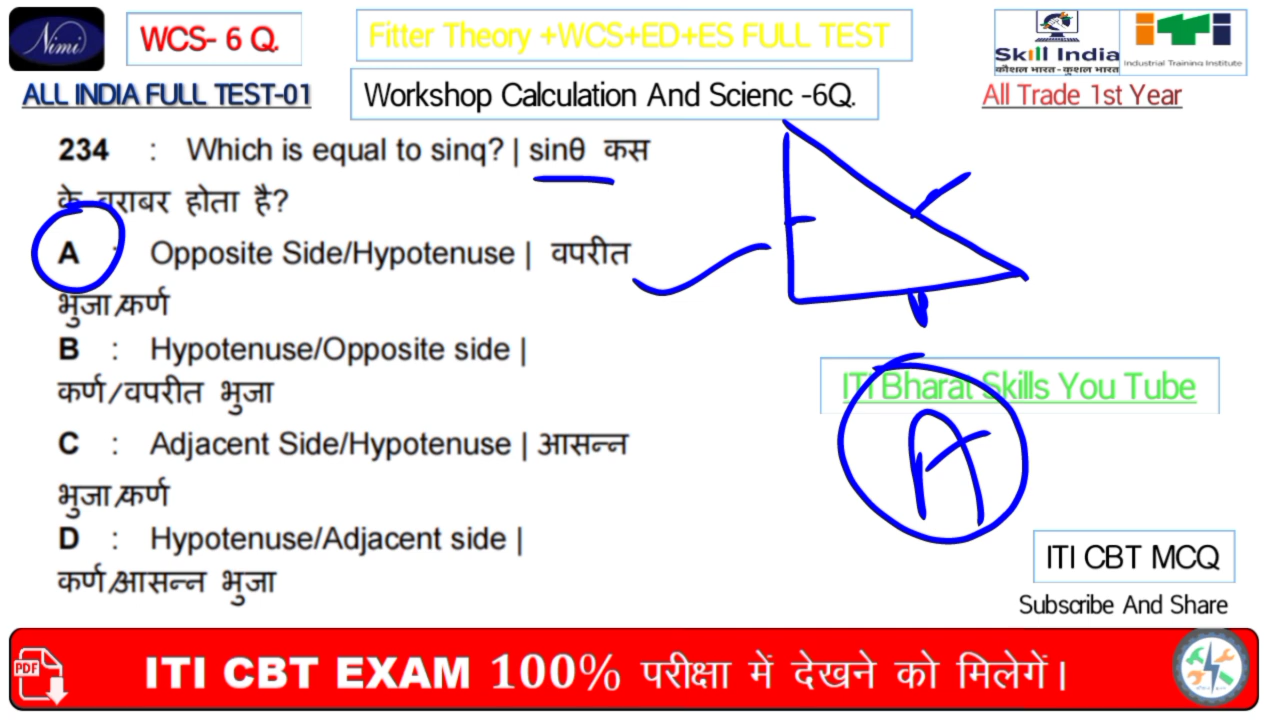 Nimi
WCS- 6 Q.
Fitter Theory +WCS+ED+ES FULL TEST
Skill India
कौशल भारत - कुशल भारत
iTi
Industrial Training Institute
ALL INDIA FULL TEST-01
Workshop Calculation And Scienc -6Q.
All Trade 1st Year
234 : Which is equal to sinq? | sinθ कस
के बराबर होता है?
A : Opposite Side/Hypotenuse | वपरीत
भुजा/कर्ण
B : Hypotenuse/Opposite side |
कर्ण/वपरीत भुजा
C : Adjacent Side/Hypotenuse | आसन्न
भुजा/कर्ण
D : Hypotenuse/Adjacent side |
कर्ण/आसन्न भुजा
ITI Bharat Skills You Tube
A
ITI CBT MCQ
Subscribe And Share
PDF
ITI CBT EXAM 100% परीक्षा में देखने को मिलेगें।